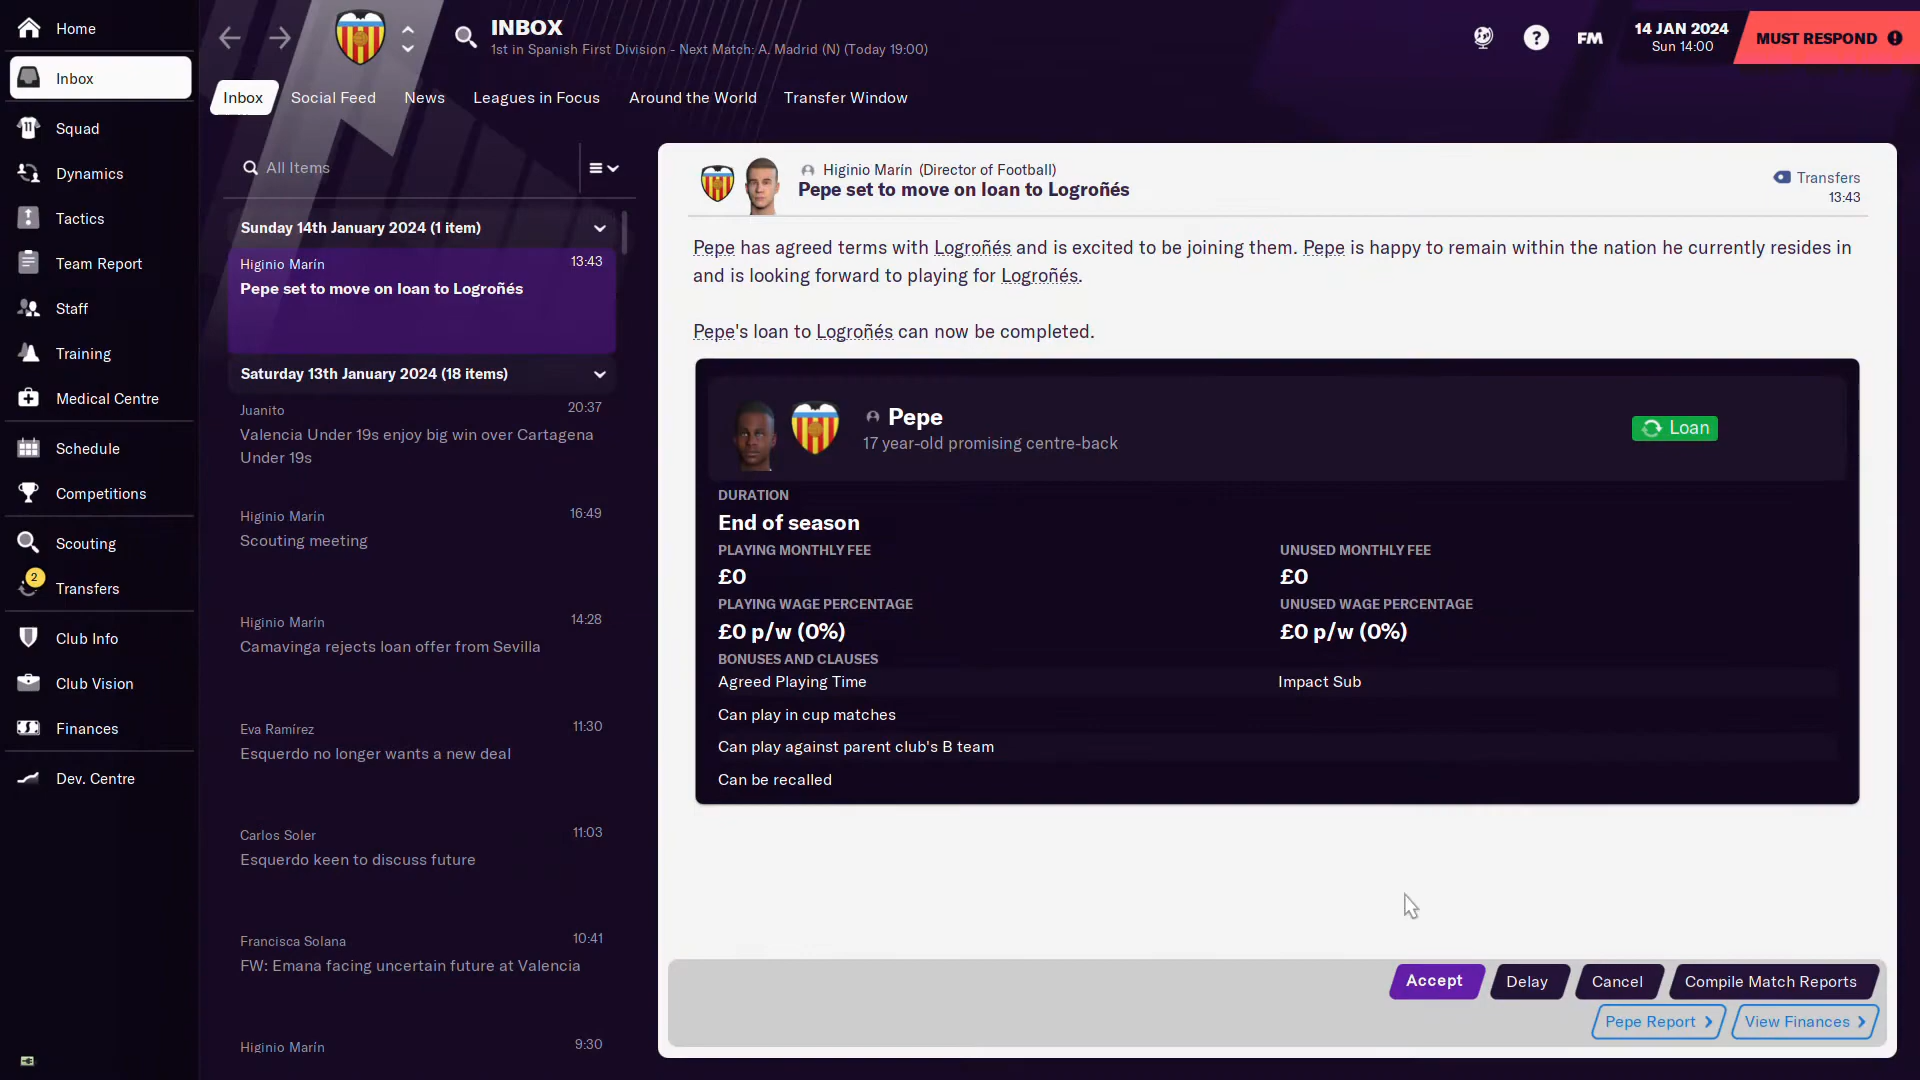 Home
Inbox
Squad
Dynamics
Tactics
Team Report
Staff
Training
Medical Centre
Schedule
Competitions
Scouting
2
Transfers
Club Info
Club Vision
Finances
Dev. Centre
INBOX
1st in Spanish First Division - Next Match: A. Madrid (N) (Today 19:00)
FM
14 JAN 2024
Sun 14:00
MUST RESPOND
Inbox
Social Feed
News
Leagues in Focus
Around the World
Transfer Window
All Items
Sunday 14th January 2024 (1 item)
Higinio Marín 13:43
Pepe set to move on loan to Logroñés
Saturday 13th January 2024 (18 items)
Juanito 20:37
Valencia Under 19s enjoy big win over Cartagena
Under 19s
Higinio Marín 16:49
Scouting meeting
Higinio Marín 14:28
Camavinga rejects loan offer from Sevilla
Eva Ramírez 11:30
Esquerdo no longer wants a new deal
Carlos Soler 11:03
Esquerdo keen to discuss future
Francisca Solana 10:41
FW: Emana facing uncertain future at Valencia
Higinio Marín 9:30
Higinio Marín (Director of Football)
Pepe set to move on loan to Logroñés
Transfers
13:43
Pepe has agreed terms with Logroñés and is excited to be joining them. Pepe is happy to remain within the nation he currently resides in
and is looking forward to playing for Logroñés.
Pepe's loan to Logroñés can now be completed.
Pepe
17 year-old promising centre-back
Loan
DURATION
End of season
PLAYING MONTHLY FEE UNUSED MONTHLY FEE
£0 £0
PLAYING WAGE PERCENTAGE UNUSED WAGE PERCENTAGE
£0 p/w (0%) £0 p/w (0%)
BONUSES AND CLAUSES
Agreed Playing Time Impact Sub
Can play in cup matches
Can play against parent club's B team
Can be recalled
Accept Delay Cancel Compile Match Reports
Pepe Report View Finances